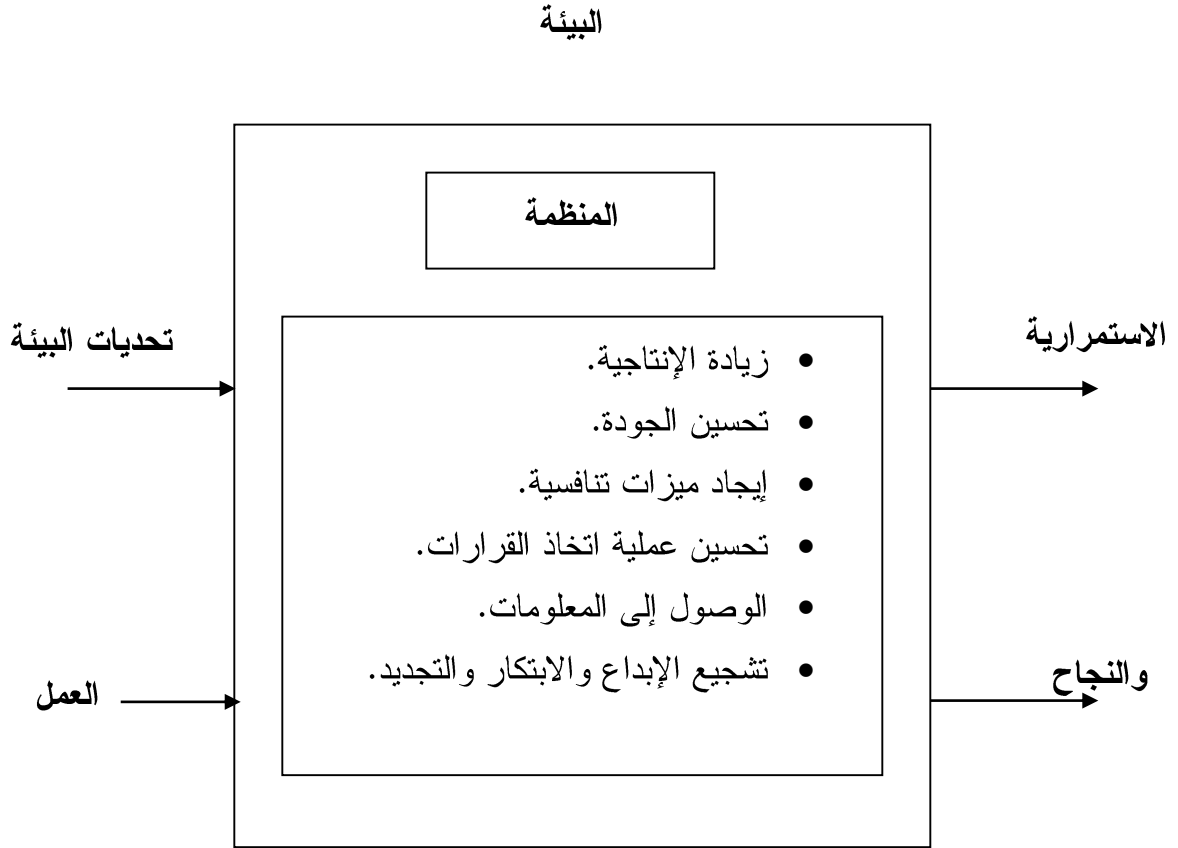 البيئة
المنظمة
الاستمرارية
تحديات البيئة
• زيادة الإنتاجية.
• تحسين الجودة.
• إيجاد ميزات تنافسية.
• تحسين عملية اتخاذ القرارات.
• الوصول إلى المعلومات.
• تشجيع الإبداع والابتكار والتجديد.
والنجاح
العمل